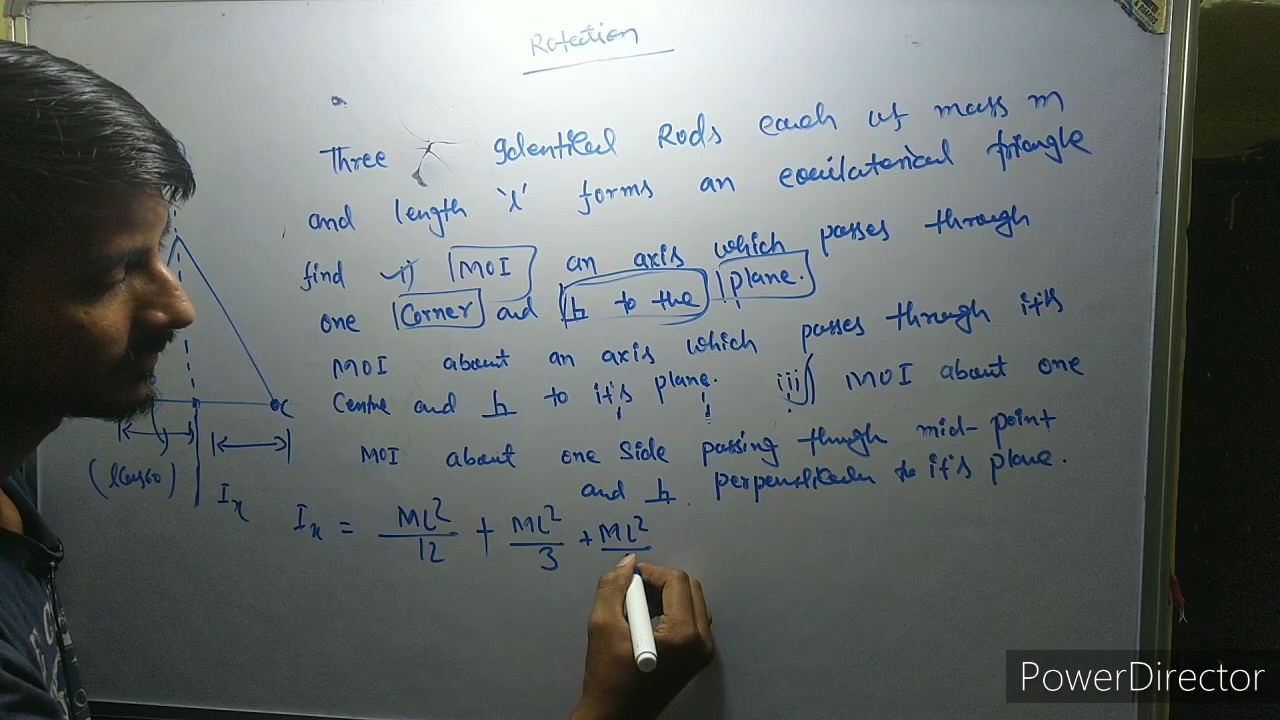 Rotation
Three identical Rods each of mass m
and length 'l' forms an equilaterical triangle
find i) MOI an axis which passes through
one Corner and ⊥ to the plane.
MOI about an axis which passes through it's
Centre and ⊥ to it's plane. iii) MOI about one
MOI about one side passing through mid-point
and ⊥ perpendicular to it's plane.
C
(lcos60)
Ix
Ix = ML²/12 + ML²/3 + ML²
PowerDirector